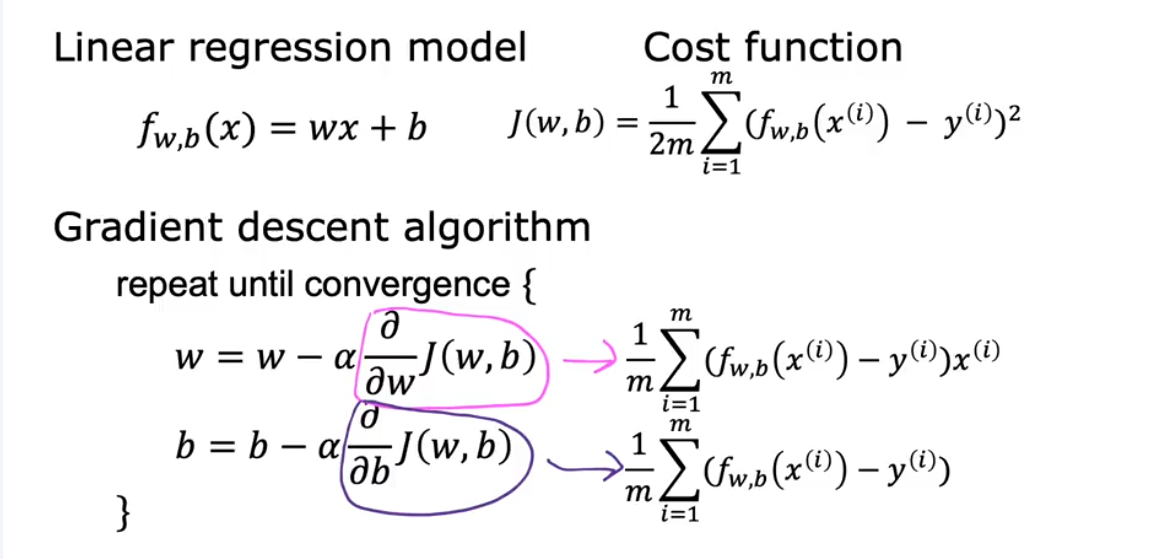 Linear regression model Cost function
f_{w,b}(x) = wx + b J(w, b) = \frac{1}{2m} \sum_{i=1}^{m} (f_{w,b}(x^{(i)}) − y^{(i)})^2
Gradient descent algorithm
repeat until convergence {
w = w − α \frac{∂}{∂w} J(w, b) → \frac{1}{m} \sum_{i=1}^{m} (f_{w,b}(x^{(i)}) − y^{(i)})x^{(i)}
b = b − α \frac{∂}{∂b} J(w, b) → \frac{1}{m} \sum_{i=1}^{m} (f_{w,b}(x^{(i)}) − y^{(i)})
}